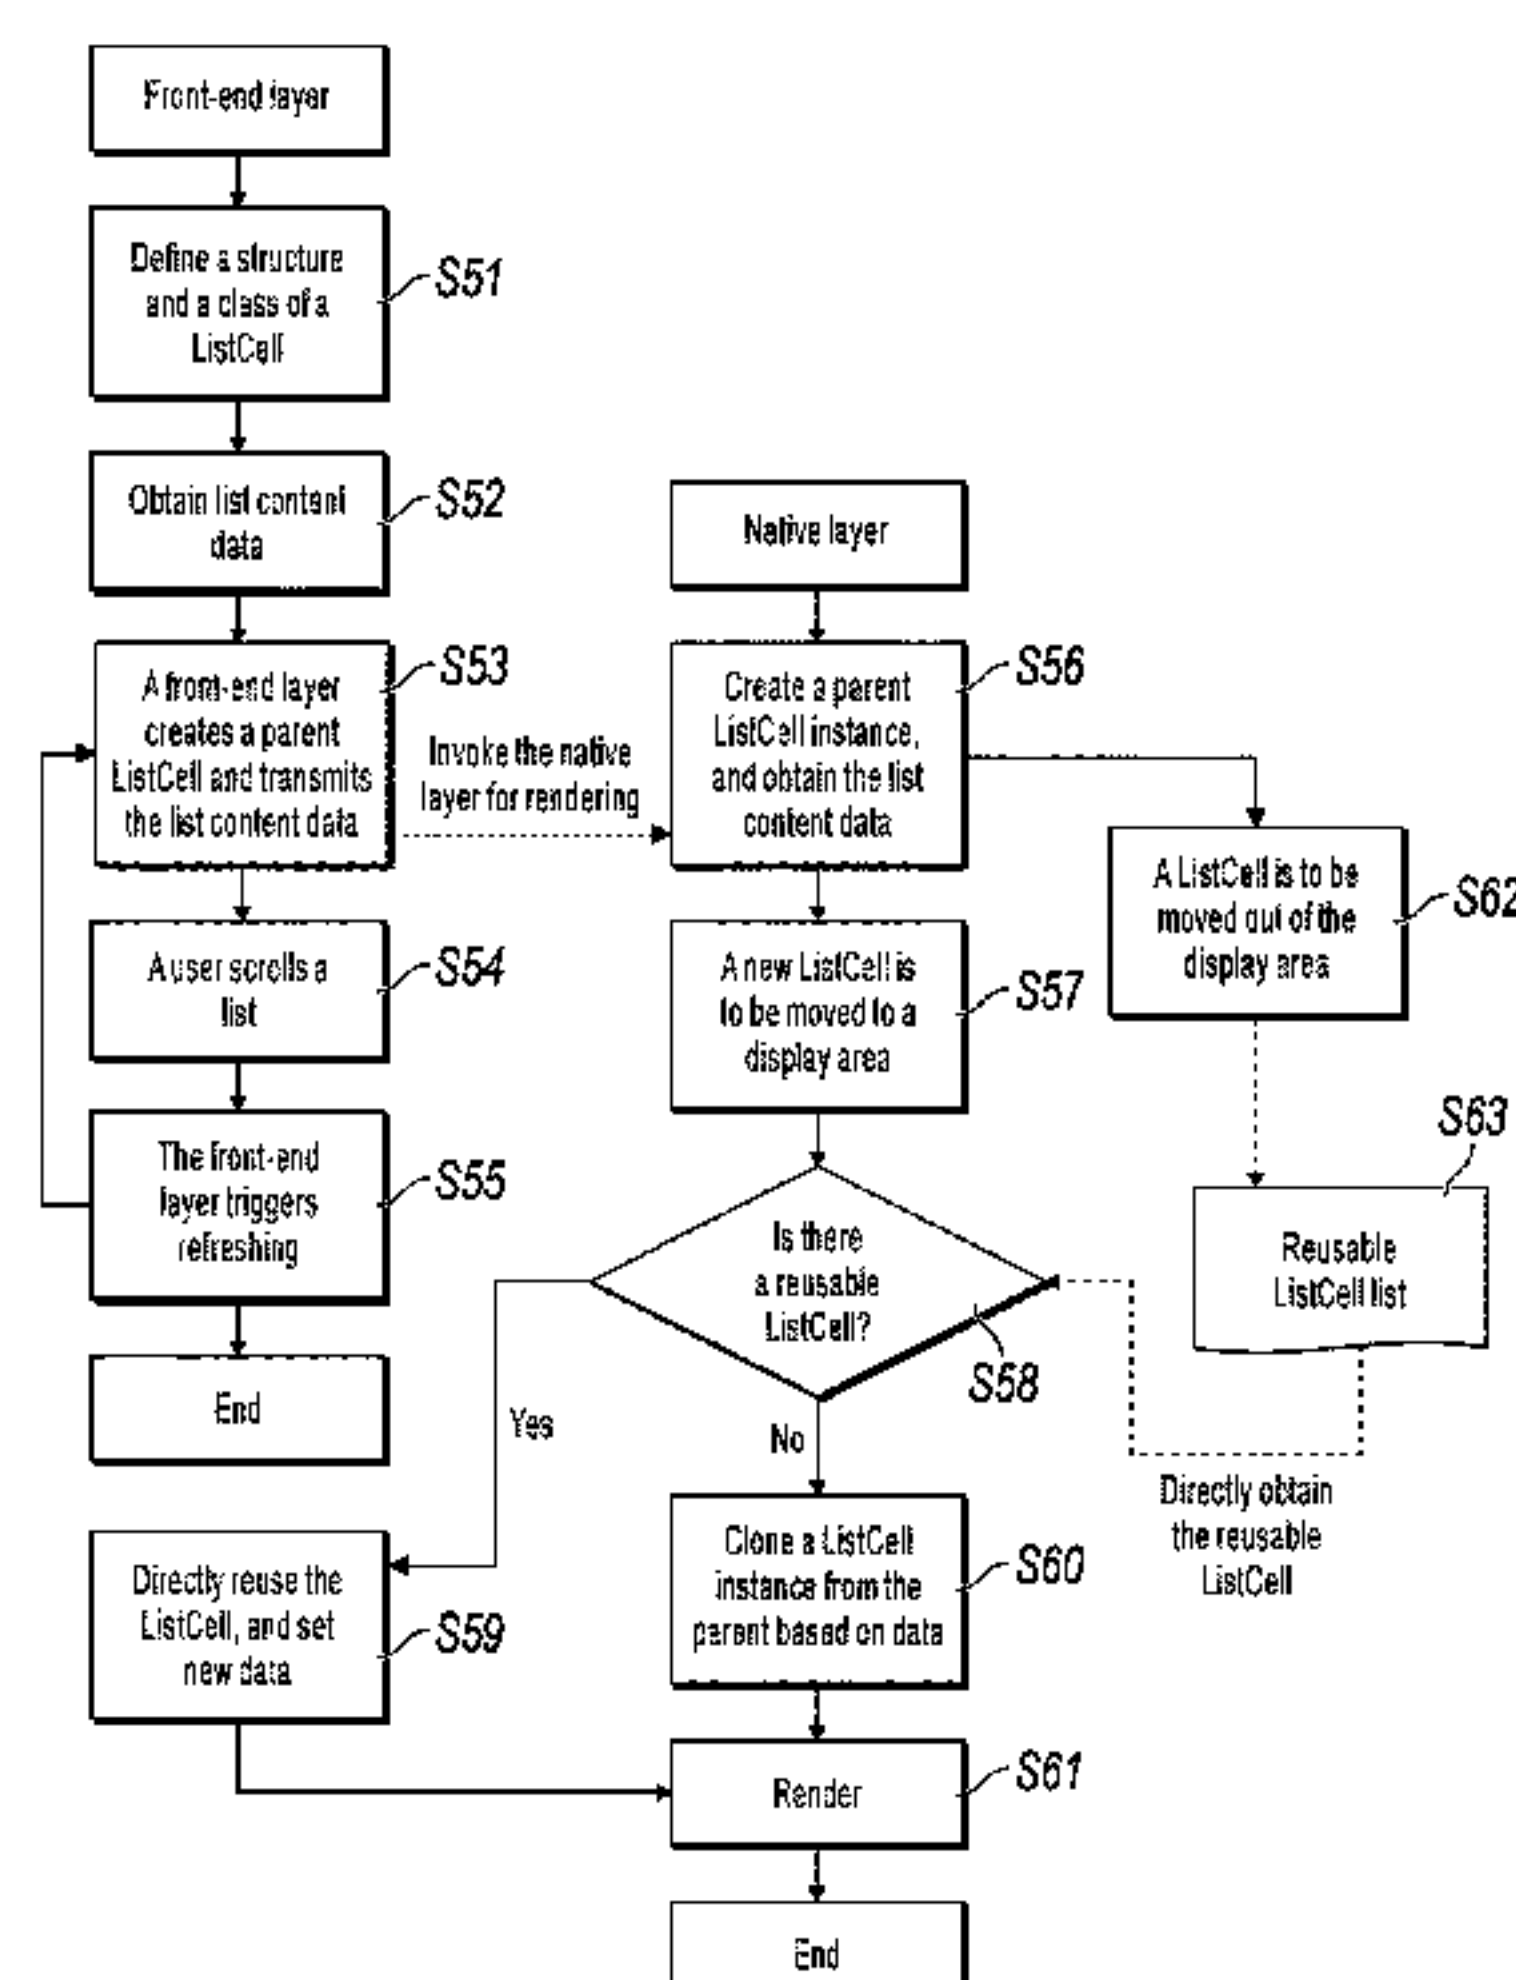 Front-end layer
Define a structure
and a class of a
ListCell
S51
Obtain list content
data
S52
A front-end layer
creates a parent
ListCell and transmits
the list content data
S53
Invoke the native
layer for rendering
A user scrolls a
list
S54
The front-end
layer triggers
refreshing
S55
End
Native layer
Create a parent
ListCell instance,
and obtain the list
content data
S56
A new ListCell is
to be moved to a
display area
S57
Is there
a reusable
ListCell?
S58
Yes
No
Directly reuse the
ListCell, and set
new data
S59
Clone a ListCell
instance from the
parent based on data
S60
Render
S61
End
A ListCell is to be
moved out of the
display area
S62
S63
Reusable
ListCell list
Directly obtain
the reusable
ListCell